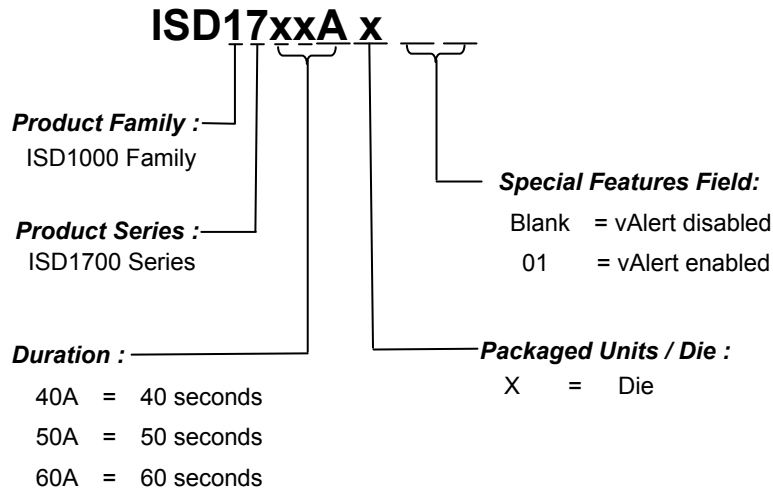 ISD17xxA x
Product Family :
ISD1000 Family
Product Series :
ISD1700 Series
Duration :
40A = 40 seconds
50A = 50 seconds
60A = 60 seconds
Special Features Field:
Blank = vAlert disabled
01 = vAlert enabled
Packaged Units / Die :
X = Die